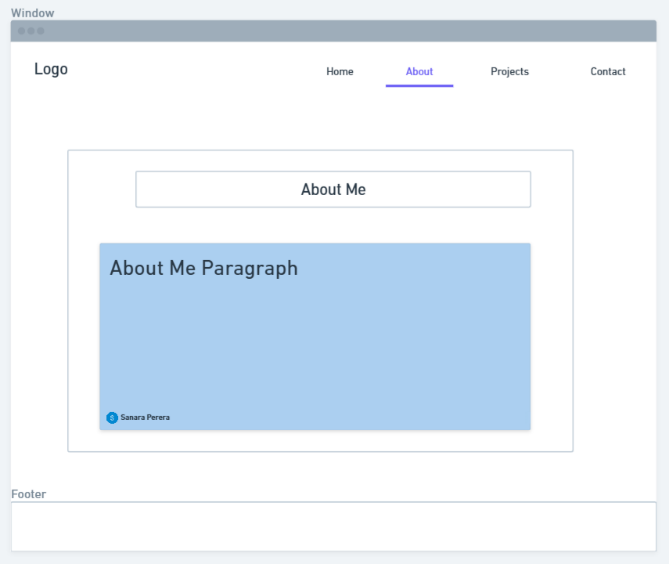 Window
Logo
Home
About
Projects
Contact
About Me
About Me Paragraph
S
Sanara Perera
Footer